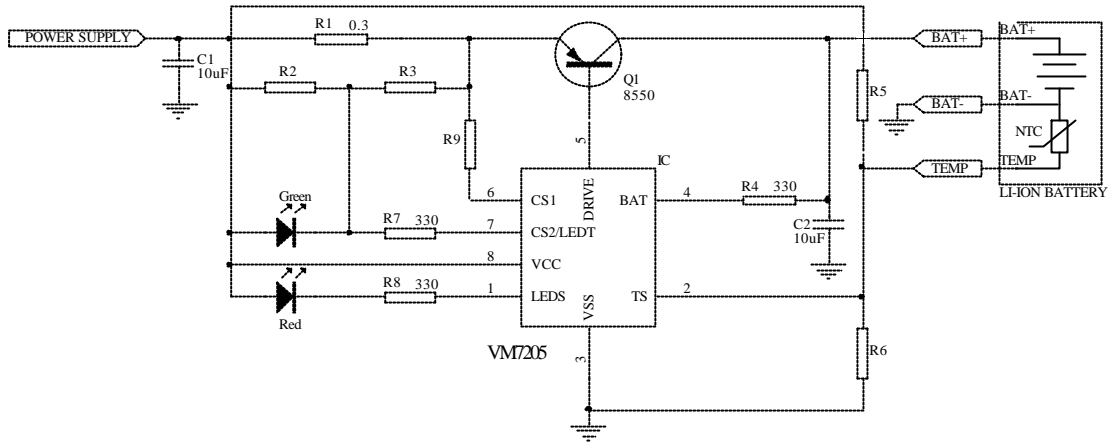 R1 0.3
POWER SUPPLY
C1
10uF
R2
R3
Q1
8550
BAT+
BAT+
R5
BAT-
BAT-
NTC
R9
5
IC
TEMP
TEMP
LI-ION BATTERY
Green
6
CS1
DRIVE
BAT
4
R4 330
R7 330
7
CS2/LEDT
C2
10uF
8
VCC
R8 330
1
LEDS
VSS
TS
2
Red
VM7205
3
R6